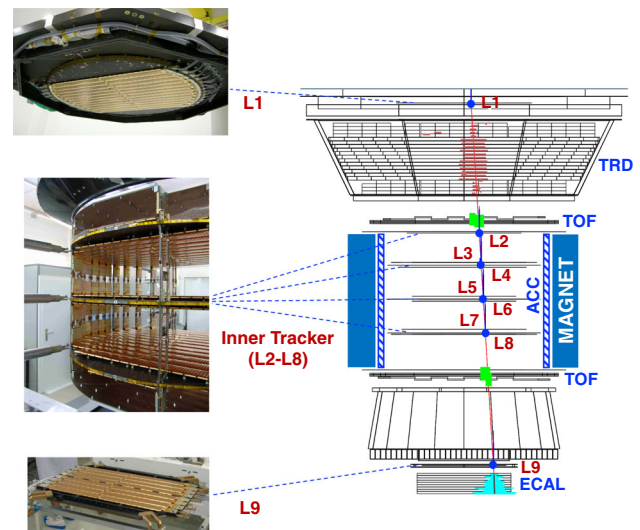 L1
L1
TRD
TOF
L2
L3
L4
L5
L6
L7
L8
ACC
MAGNET
Inner Tracker
(L2-L8)
TOF
L9
L9
ECAL